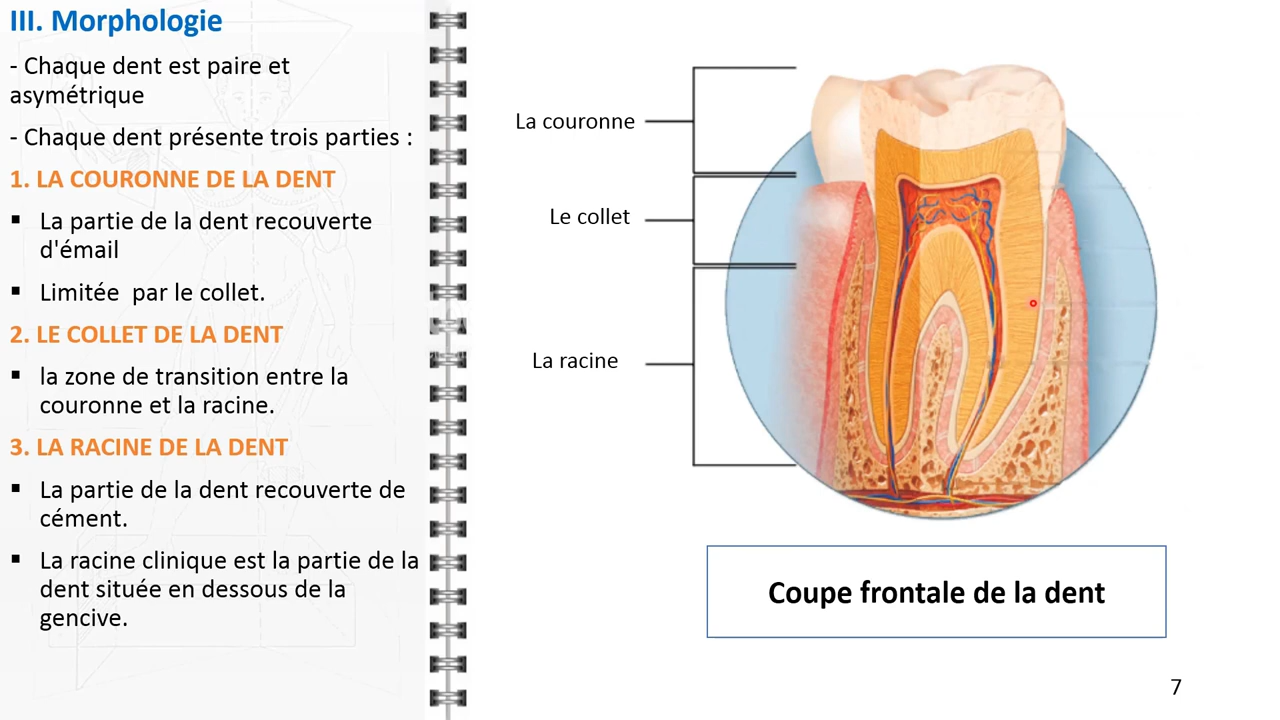 III. Morphologie
- Chaque dent est paire et
asymétrique
- Chaque dent présente trois parties :
1. LA COURONNE DE LA DENT
▪ La partie de la dent recouverte
d'émail
▪ Limitée  par le collet.
2. LE COLLET DE LA DENT
▪ la zone de transition entre la
couronne et la racine.
3. LA RACINE DE LA DENT
▪ La partie de la dent recouverte de
cément.
▪ La racine clinique est la partie de la
dent située en dessous de la
gencive.
La couronne
Le collet
La racine
Coupe frontale de la dent
7